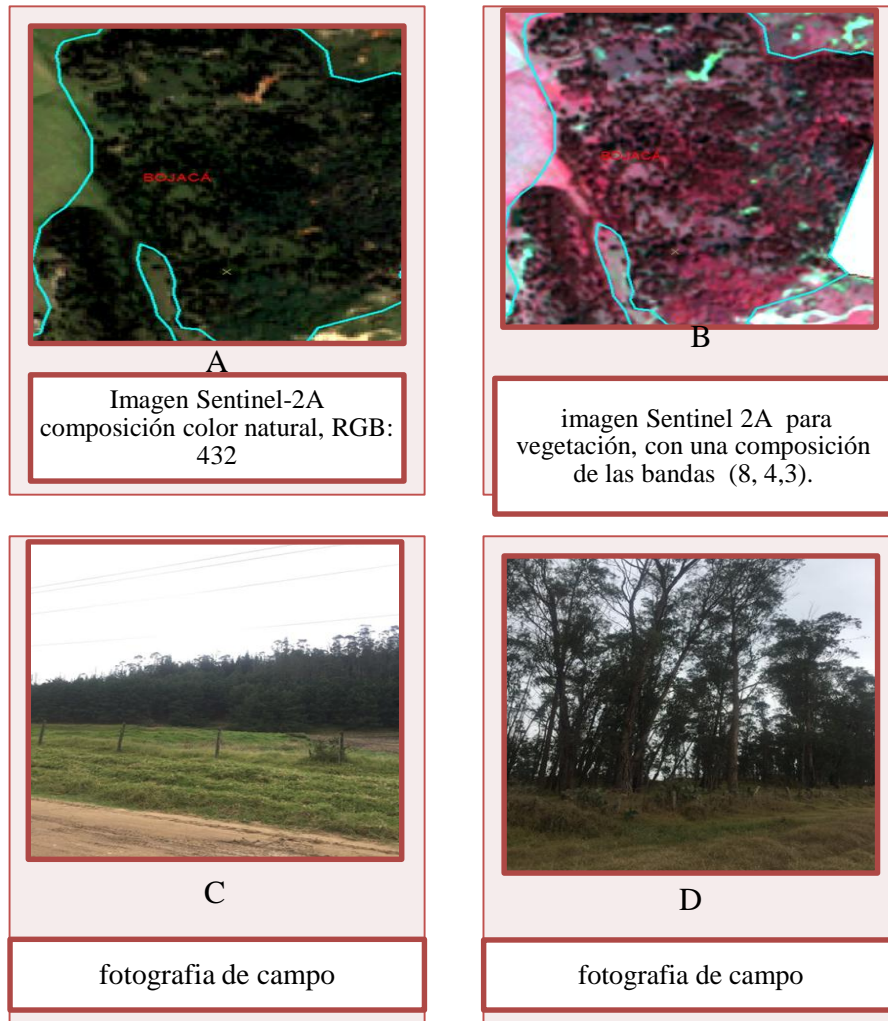 BOJACÁ
BOJACÁ
A
B
Imagen Sentinel-2A
composición color natural, RGB:
432
imagen Sentinel 2A para
vegetación, con una composición
de las bandas (8, 4,3).
C
D
fotografia de campo
fotografia de campo